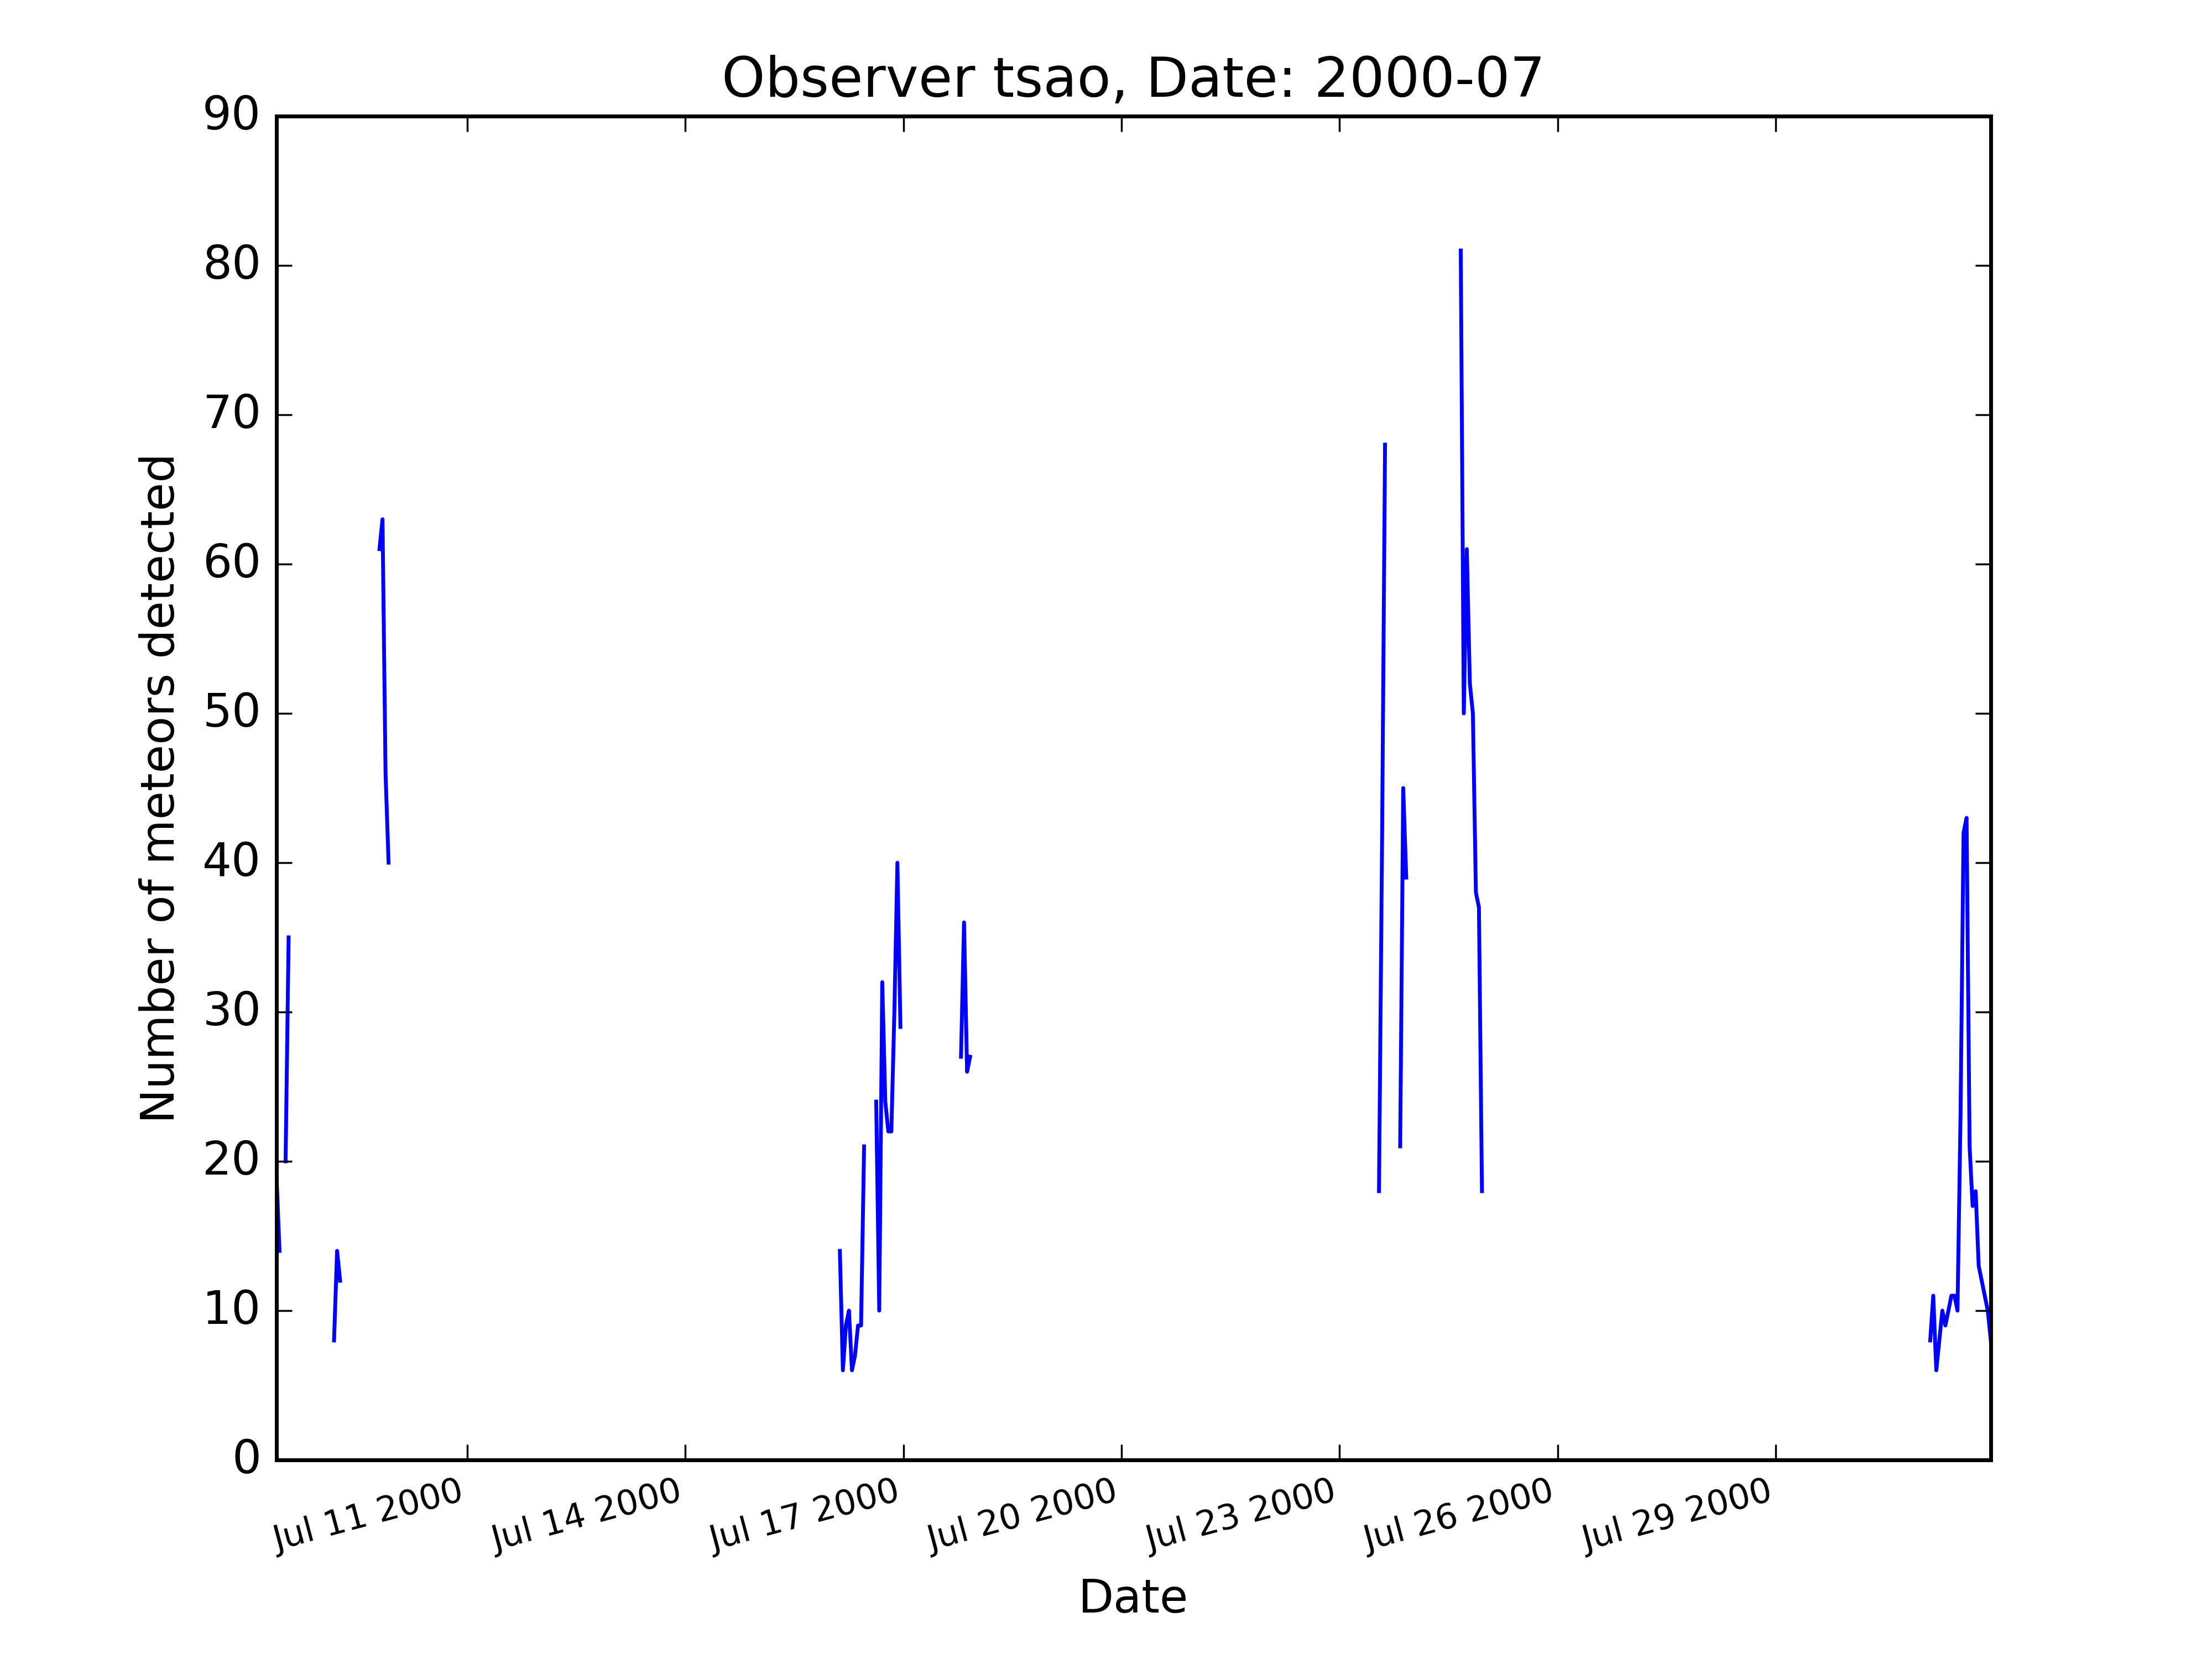 Observer tsao, Date: 2000-07
Number of meteors detected
90
80
70
60
50
40
30
20
10
0
Jul 11 2000
Jul 14 2000
Jul 17 2000
Jul 20 2000
Jul 23 2000
Jul 26 2000
Jul 29 2000
Date